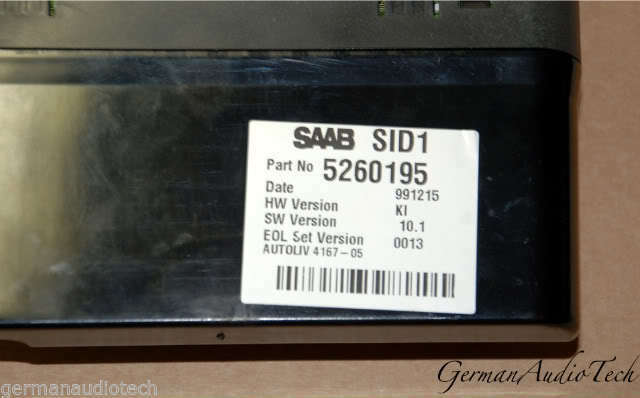 SAAB SID1
Part No 5260195
Date 991215
HW Version KI
SW Version 10.1
EOL Set Version 0013
AUTOLIV 4167-05
GermanAudioTech
germanaudiotech